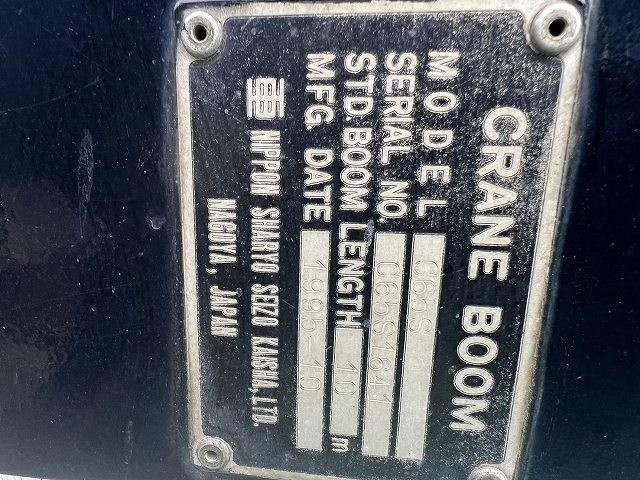 CRANE BOOM
MODEL C65S
SERIAL NO. C65S1641
STD. BOOM LENGTH 10 m
MFG. DATE 1995-10
NIPPON SHARYO SEIZO KAISHA, LTD.
NAGOYA, JAPAN